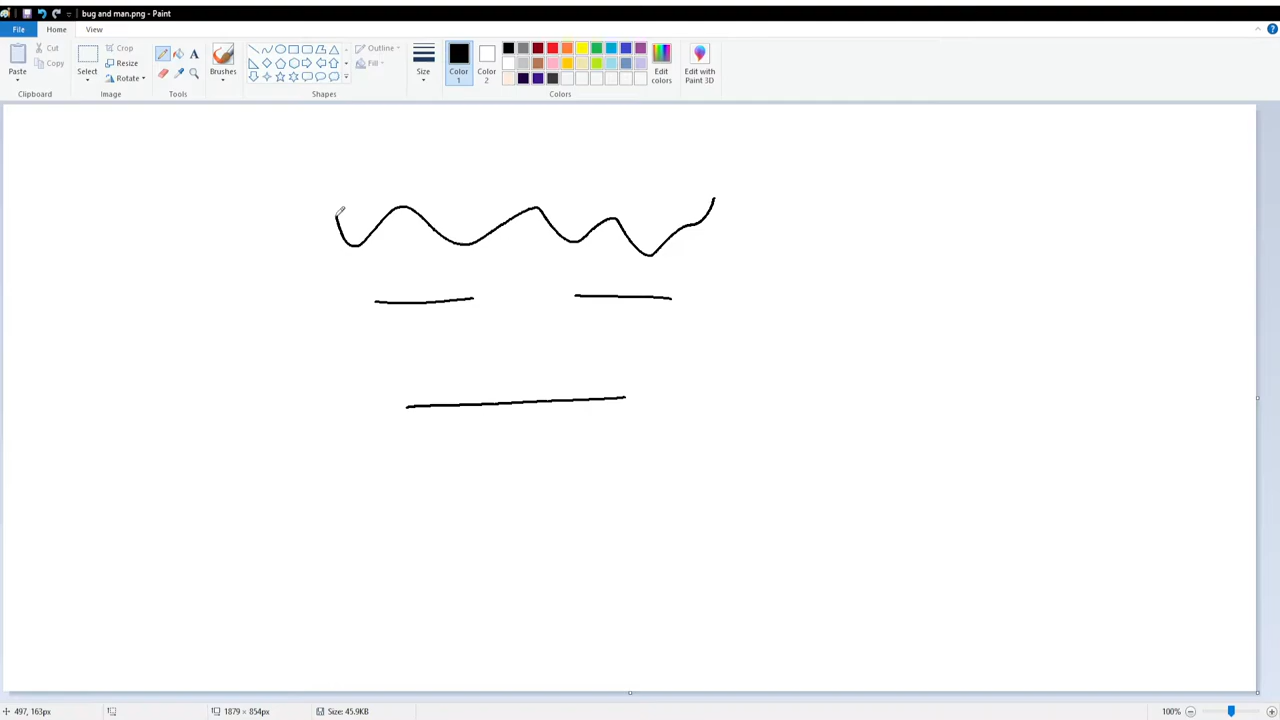 bug and man.png - Paint
File Home View
Paste Cut Copy Clipboard
Select Crop Resize Rotate Image
A Tools
Brushes
Outline Fill Shapes
Size
Color 1 Color 2 Edit colors Colors
Edit with Paint 3D
497, 163px 1879 × 854px Size: 45.9KB 100%